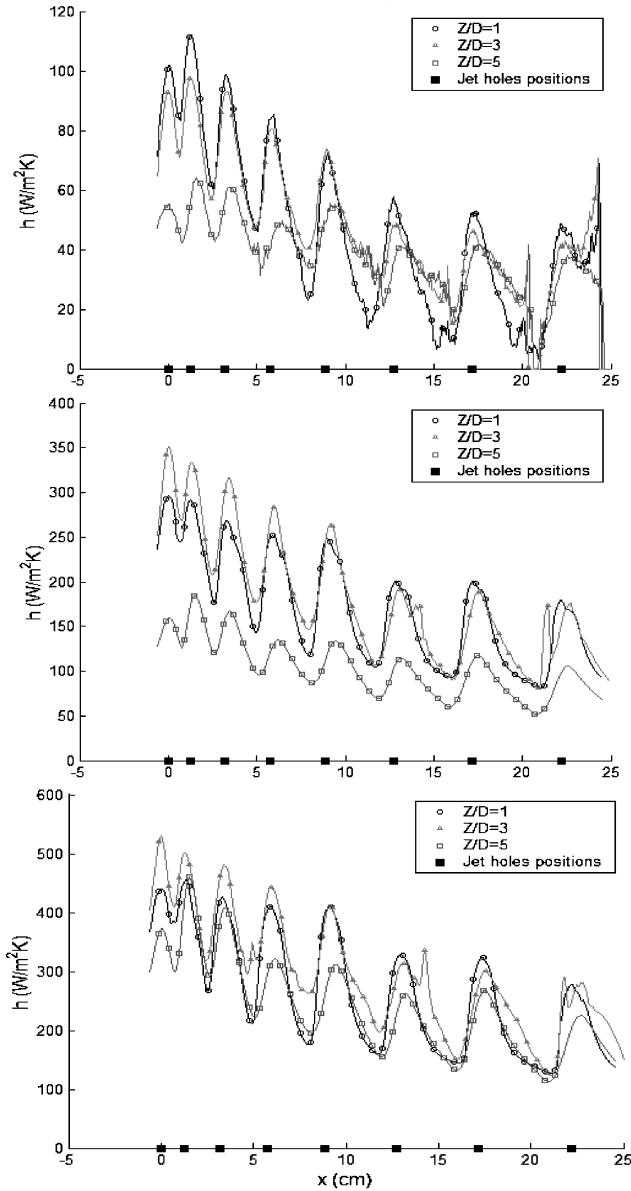 120
100
80
60
40
20
0
h (W/m²K)
Z/D=1
Z/D=3
Z/D=5
Jet holes positions
-5 0 5 10 15 20 25
400
350
300
250
200
150
100
50
0
h (W/m²K)
Z/D=1
Z/D=3
Z/D=5
Jet holes positions
-5 0 5 10 15 20 25
600
500
400
300
200
100
0
h (W/m²K)
Z/D=1
Z/D=3
Z/D=5
Jet holes positions
-5 0 5 10 15 20 25
x (cm)